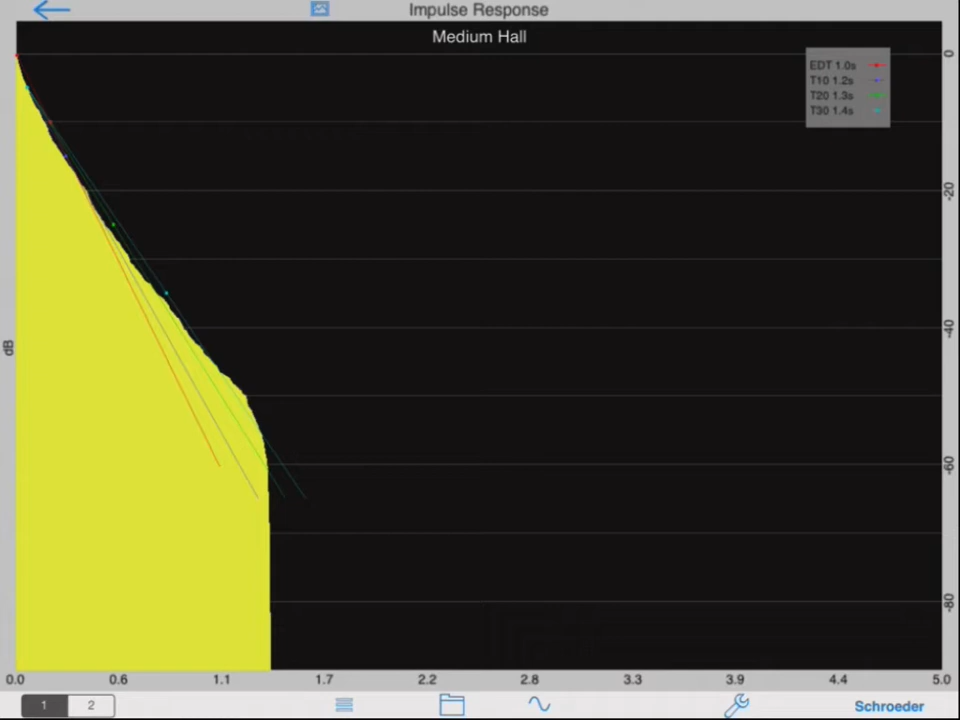 Impulse Response
Medium Hall
EDT 1.0s
T10 1.2s
T20 1.3s
T30 1.4s
0
-20
-40
-60
-80
dB
0.0 0.6 1.1 1.7 2.2 2.8 3.3 3.9 4.4 5.0
1 2 Schroeder